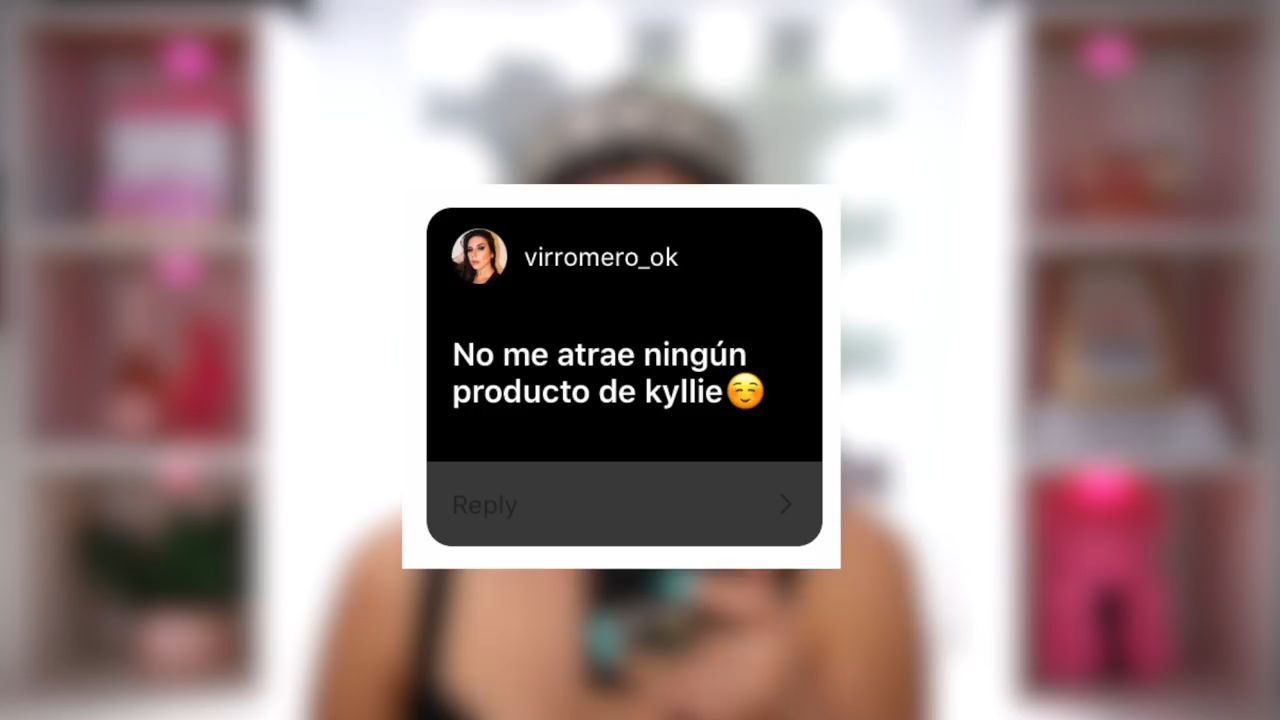 virromero_ok
No me atrae ningún
producto de kyllie☺️
Reply